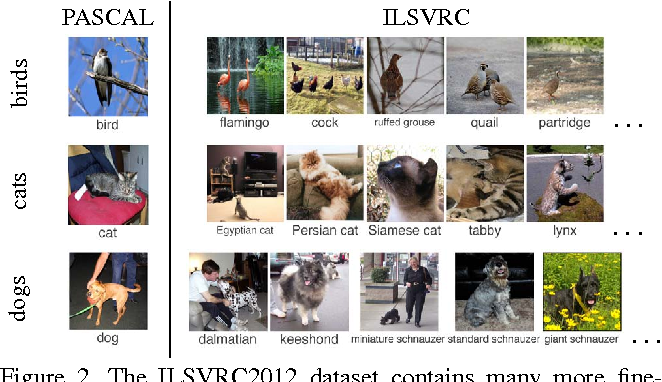 PASCAL
ILSVRC
birds
bird
flamingo
cock
ruffed grouse
quail
partridge
...
cats
cat
Egyptian cat
Persian cat
Siamese cat
tabby
lynx
...
dogs
dog
dalmatian
keeshond
miniature schnauzer
standard schnauzer
giant schnauzer
...
Figure 2. The ILSVRC2012 dataset contains many more fine-